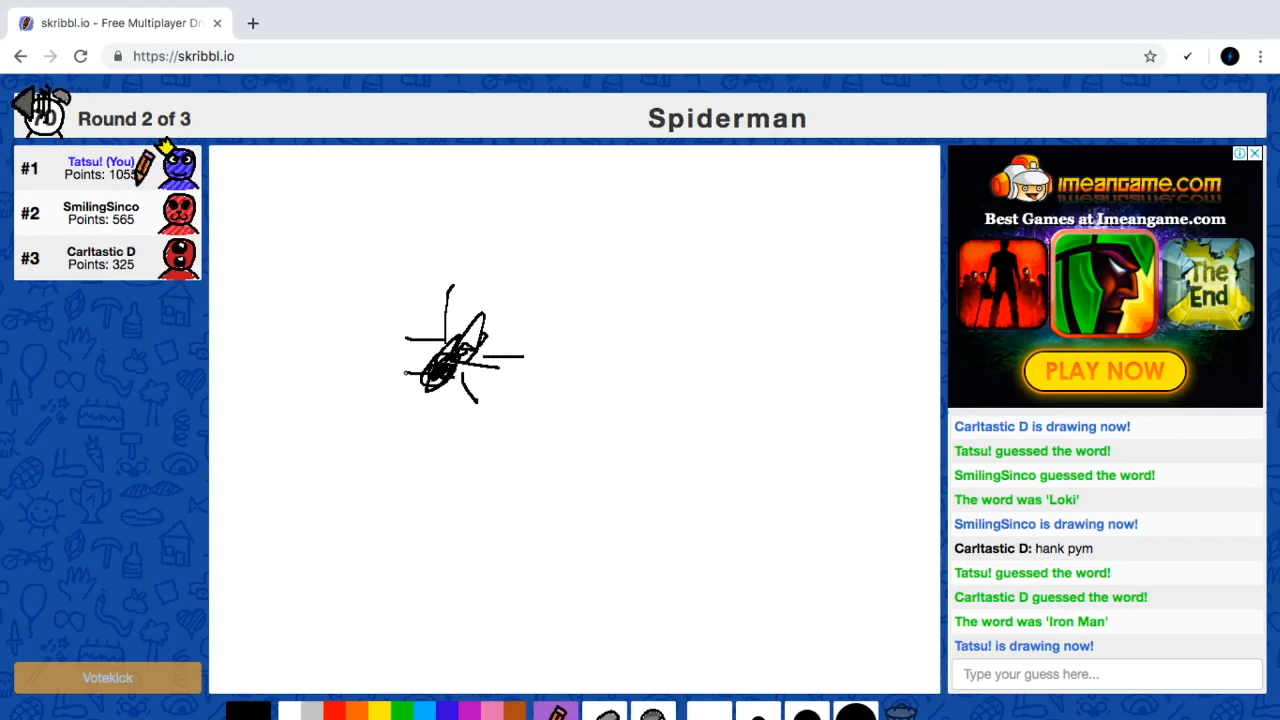 skribbl.io - Free Multiplayer Dr
https://skribbl.io
Round 2 of 3
Spiderman
#1
Tatsu! (You)
Points: 1055
#2
SmilingSinco
Points: 565
#3
Carltastic D
Points: 325
Votekick
imeangame.com
Best Games at Imeangame.com
The
End
PLAY NOW
Carltastic D is drawing now!
Tatsu! guessed the word!
SmilingSinco guessed the word!
The word was 'Loki'
SmilingSinco is drawing now!
Carltastic D: hank pym
Tatsu! guessed the word!
Carltastic D guessed the word!
The word was 'Iron Man'
Tatsu! is drawing now!
Type your guess here...